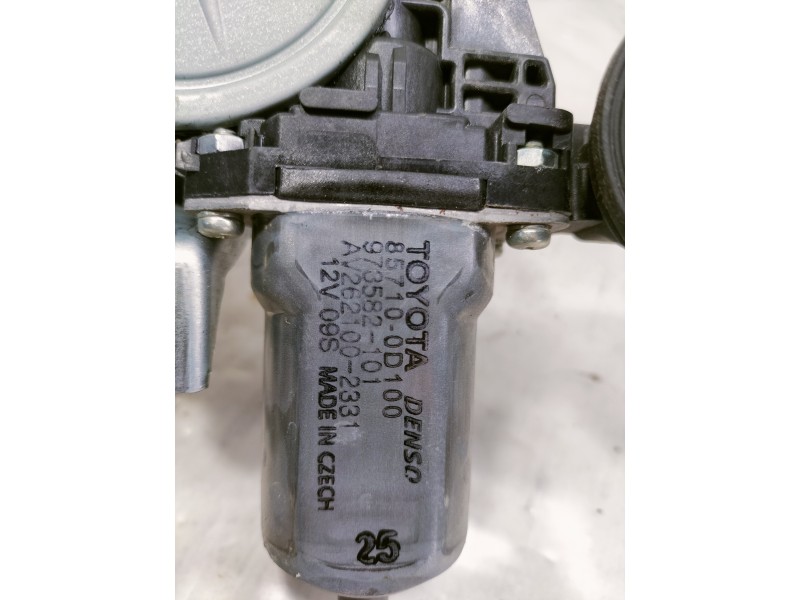 TOYOTA DENSO
85710-0D100
973582-101
AV262100-2331
12V 09S MADE IN CZECH
25